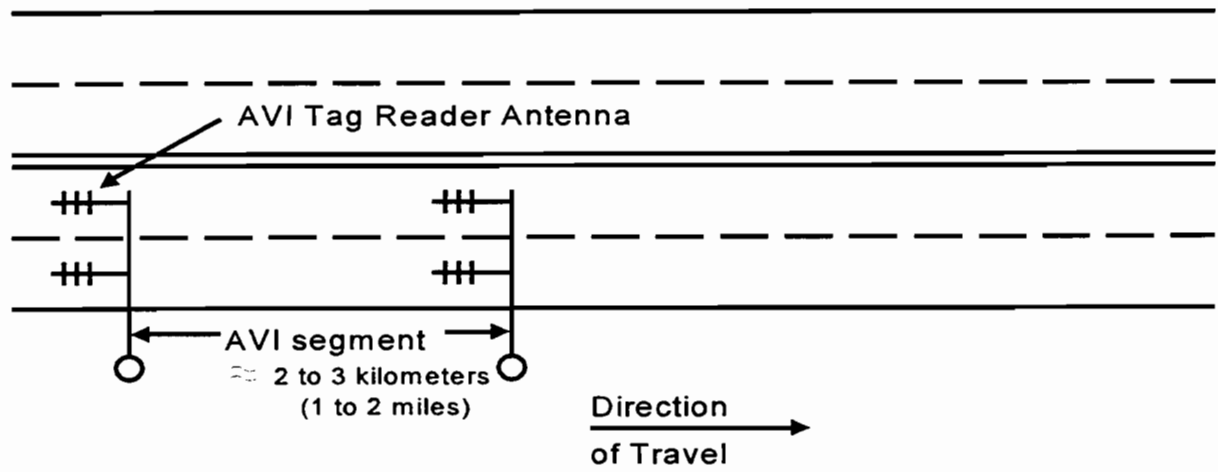 AVI Tag Reader Antenna
AVI segment
≈ 2 to 3 kilometers
(1 to 2 miles)
Direction
of Travel